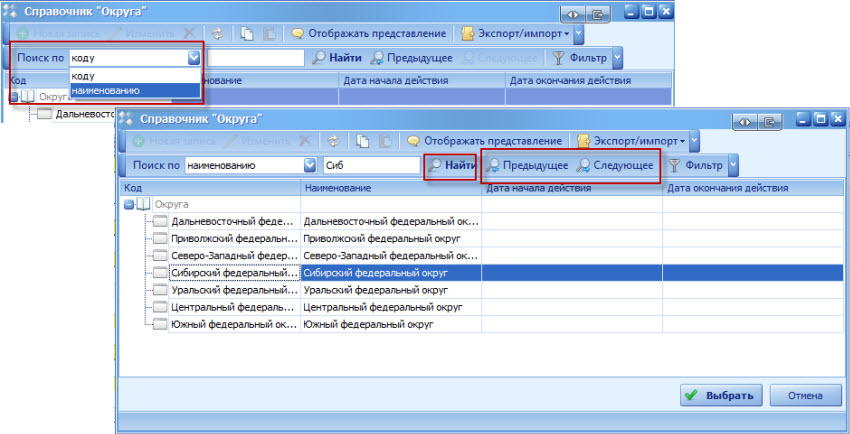 Справочник "Округа"
Новая запись Изменить Отображать представление Экспорт/импорт
Поиск по коду Найти Предыдущее Следующее Фильтр
Код Дата начала действия Дата окончания действия
коду
наименованию
Округа
Справочник "Округа"
Новая запись Изменить Отображать представление Экспорт/импорт
Поиск по наименованию Сиб Найти Предыдущее Следующее Фильтр
Код Наименование Дата начала действия Дата окончания действия
Округа
Дальневосточный феде... Дальневосточный федеральный ок...
Приволжский федеральн... Приволжский федеральный округ
Северо-Западный федер... Северо-Западный федеральный ок...
Сибирский федеральный... Сибирский федеральный округ
Уральский федеральный... Уральский федеральный округ
Центральный федераль... Центральный федеральный округ
Южный федеральный ок... Южный федеральный округ
Выбрать Отмена